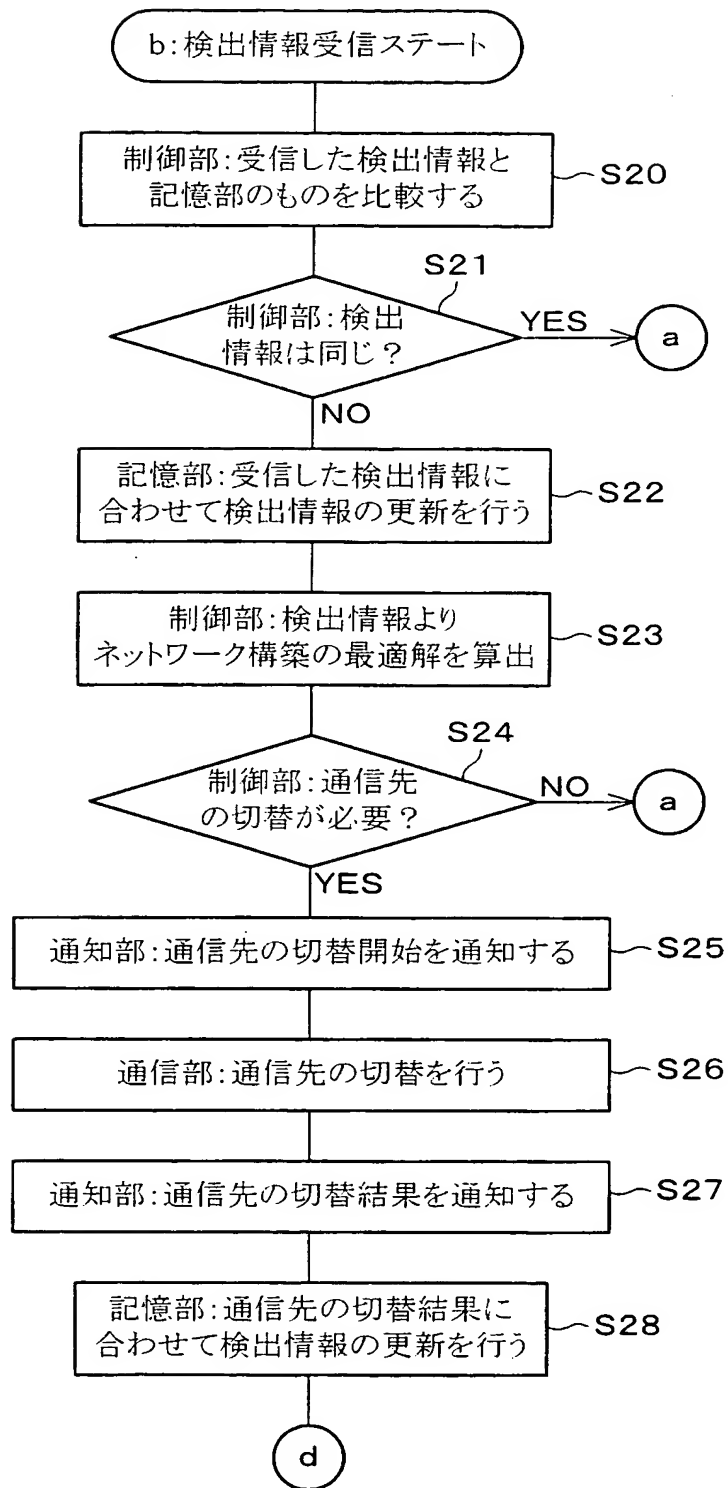 b:検出情報受信ステート
制御部:受信した検出情報と
記憶部のものを比較する
S20
S21
制御部:検出
情報は同じ?
YES
a
NO
記憶部:受信した検出情報に
合わせて検出情報の更新を行う
S22
制御部:検出情報より
ネットワーク構築の最適解を算出
S23
S24
制御部:通信先
の切替が必要?
NO
a
YES
通知部:通信先の切替開始を通知する
S25
通信部:通信先の切替を行う
S26
通知部:通信先の切替結果を通知する
S27
記憶部:通信先の切替結果に
合わせて検出情報の更新を行う
S28
d